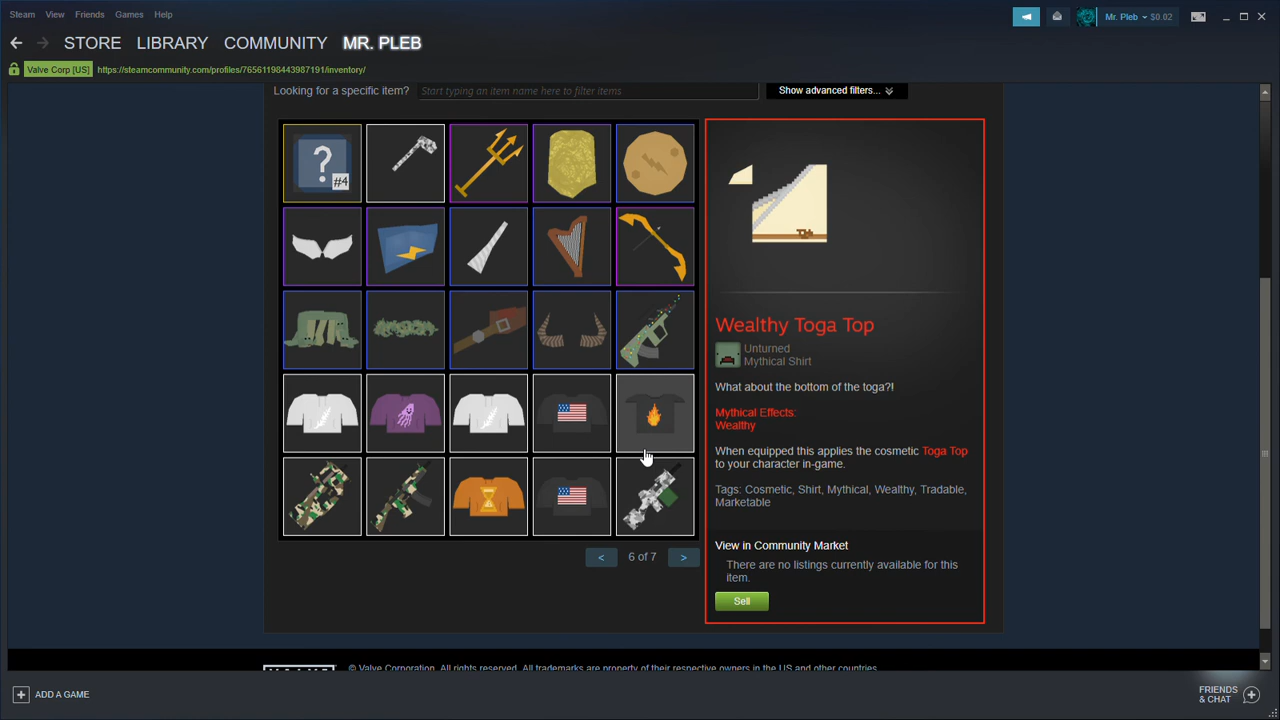 Steam View Friends Games Help
Mr. Pleb $0.02
STORE LIBRARY COMMUNITY MR. PLEB
Valve Corp [US] https://steamcommunity.com/profiles/76561198443987191/inventory/
Looking for a specific item? Start typing an item name here to filter items Show advanced filters...
? #4
Wealthy Toga Top
Unturned
Mythical Shirt
What about the bottom of the toga?!
Mythical Effects:
Wealthy
When equipped this applies the cosmetic Toga Top
to your character in-game.
Tags: Cosmetic, Shirt, Mythical, Wealthy, Tradable,
Marketable
View in Community Market
There are no listings currently available for this
item.
Sell
< 6 of 7 >
© Valve Corporation. All rights reserved. All trademarks are property of their respective owners in the US and other countries.
+ ADD A GAME
FRIENDS
& CHAT